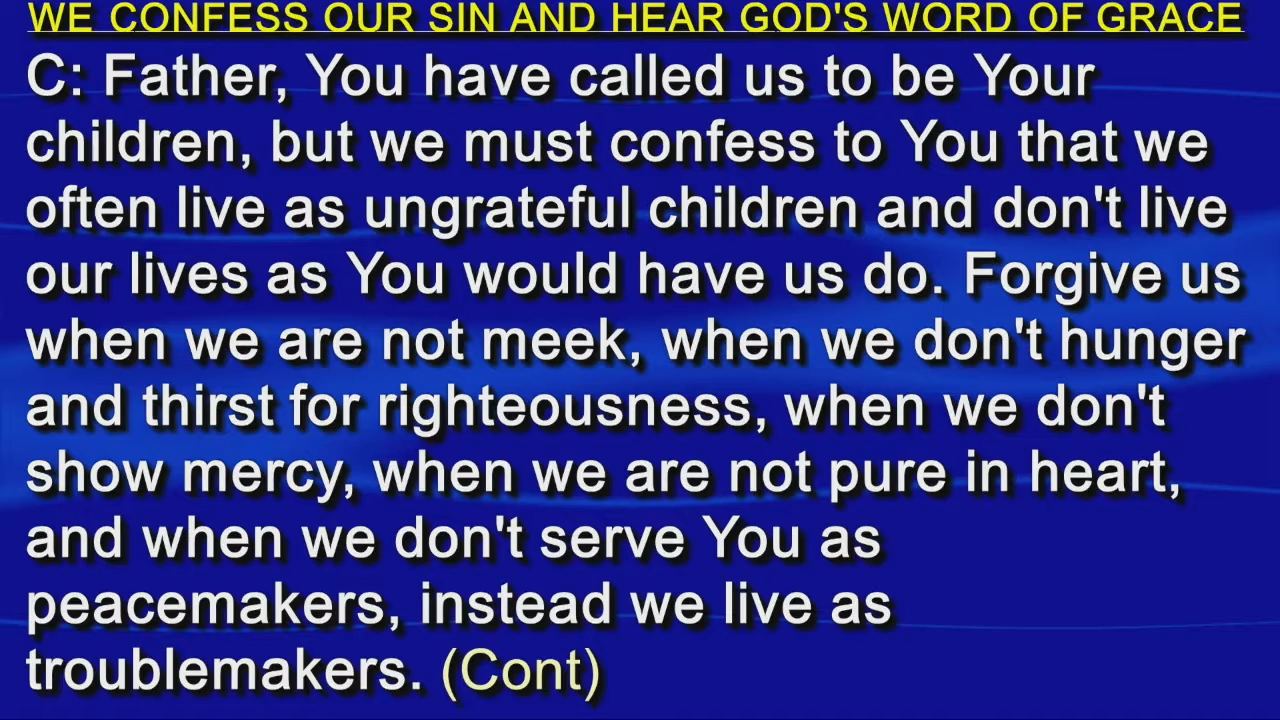 WE CONFESS OUR SIN AND HEAR GOD'S WORD OF GRACE
C: Father, You have called us to be Your
children, but we must confess to You that we
often live as ungrateful children and don't live
our lives as You would have us do. Forgive us
when we are not meek, when we don't hunger
and thirst for righteousness, when we don't
show mercy, when we are not pure in heart,
and when we don't serve You as
peacemakers, instead we live as
troublemakers. (Cont)